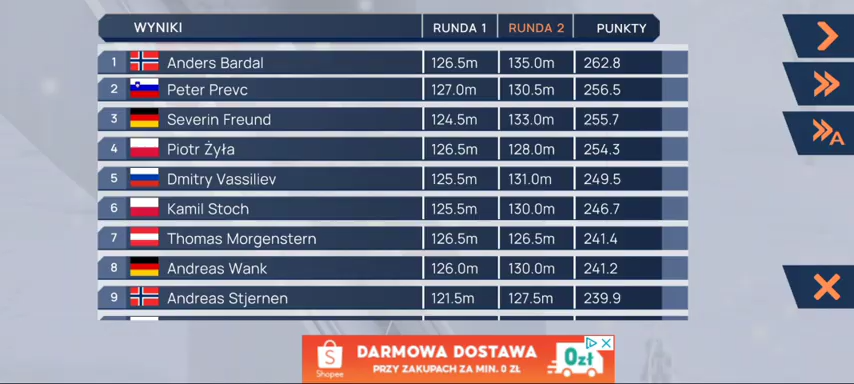 WYNIKI RUNDA 1 RUNDA 2 PUNKTY
1 Anders Bardal 126.5m 135.0m 262.8
2 Peter Prevc 127.0m 130.5m 256.5
3 Severin Freund 124.5m 133.0m 255.7
4 Piotr Żyła 126.5m 128.0m 254.3
5 Dmitry Vassiliev 125.5m 131.0m 249.5
6 Kamil Stoch 125.5m 130.0m 246.7
7 Thomas Morgenstern 126.5m 126.5m 241.4
8 Andreas Wank 126.0m 130.0m 241.2
9 Andreas Stjernen 121.5m 127.5m 239.9
A
Shopee
DARMOWA DOSTAWA
PRZY ZAKUPACH ZA MIN. 0 ZŁ
0zł